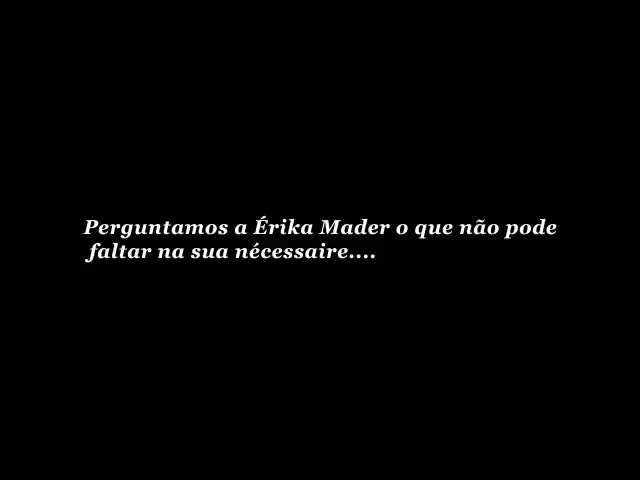 Perguntamos a Érika Mader o que não pode
faltar na sua nécessaire....